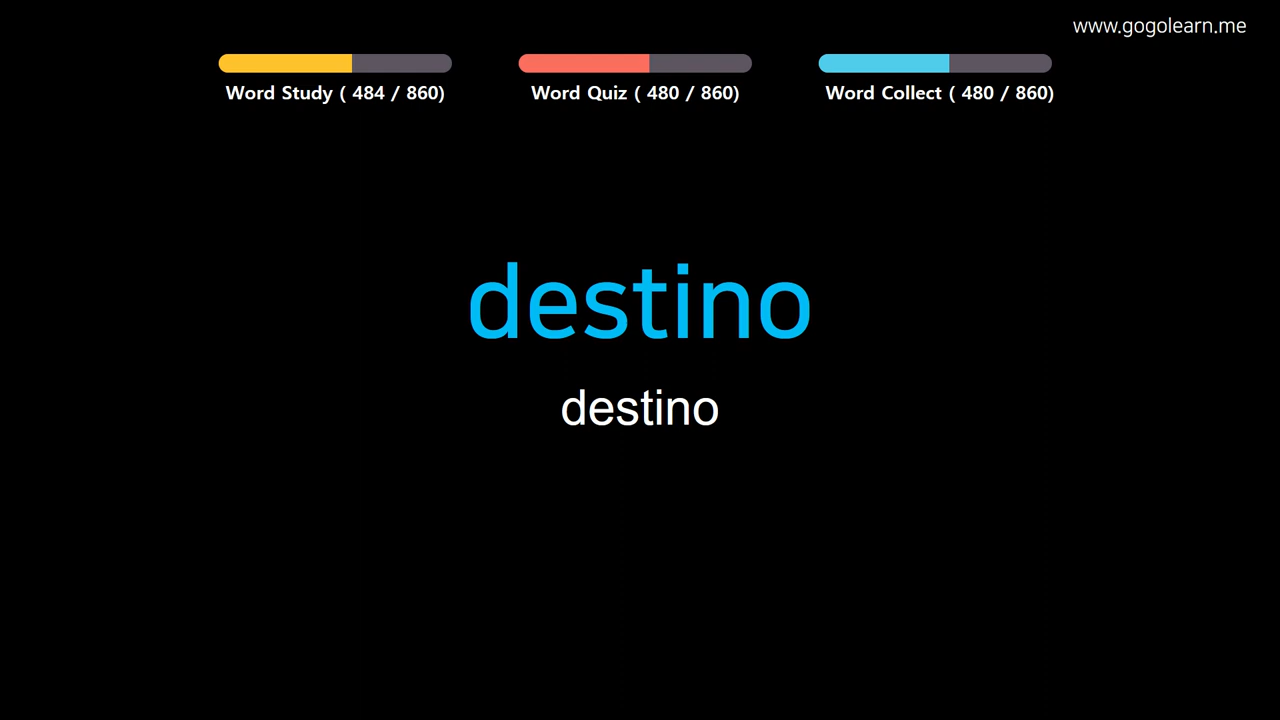 www.gogolearn.me
Word Study ( 484 / 860)
Word Quiz ( 480 / 860)
Word Collect ( 480 / 860)
destino
destino